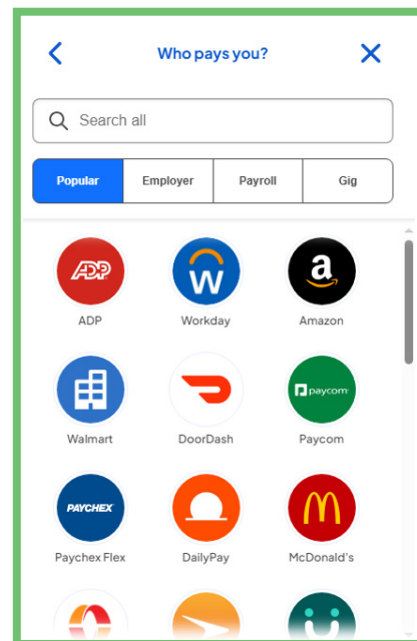 Who pays you?
Search all
Popular Employer Payroll Gig
ADP W a
ADP Workday Amazon
paycom
Walmart DoorDash Paycom
PAYCHEX M
Paychex Flex DailyPay McDonald's